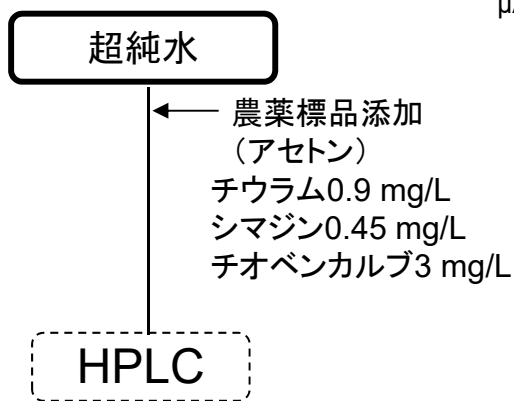 μ
超純水
農薬標品添加
（アセトン）
チウラム0.9 mg/L
シマジン0.45 mg/L
チオベンカルブ3 mg/L
HPLC